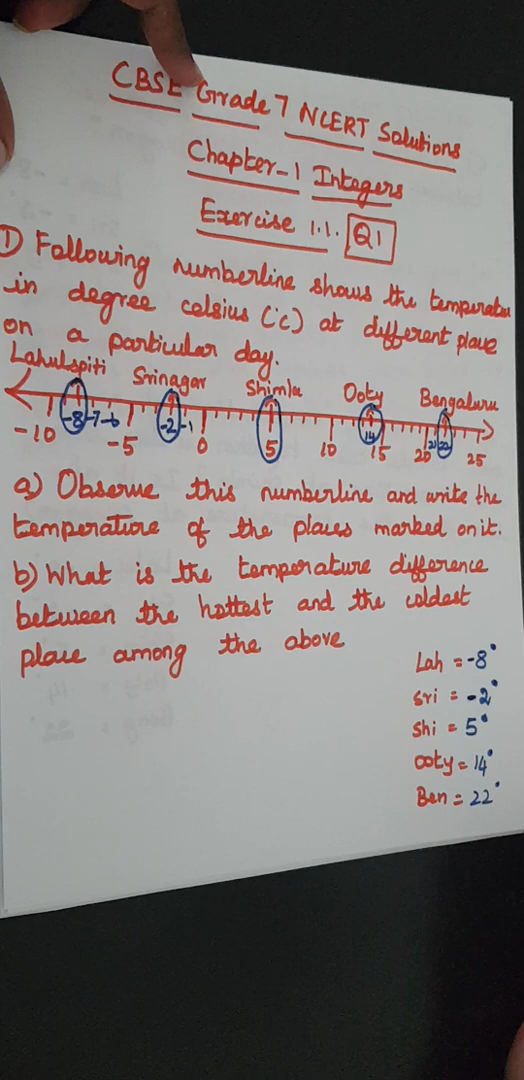 CBSE Grade 7 NCERT Solutions
Chapter-1 Integers
Exercise 1.1. Q1
1) Following numberline shows the temperature
in degree celsius (°c) at different place
on a particular day.
Lahulspiti Srinagar Shimla Ooty Bengaluru
-10 -8 -7 -6 -5 -2 -1 0 5 10 14 15 20 21 22 25
a) Observe this numberline and write the
temperature of the places marked on it.
b) What is the temperature difference
between the hottest and the coldest
place among the above
Lah = -8°
Sri = -2°
Shi = 5°
Ooty = 14°
Ben = 22°